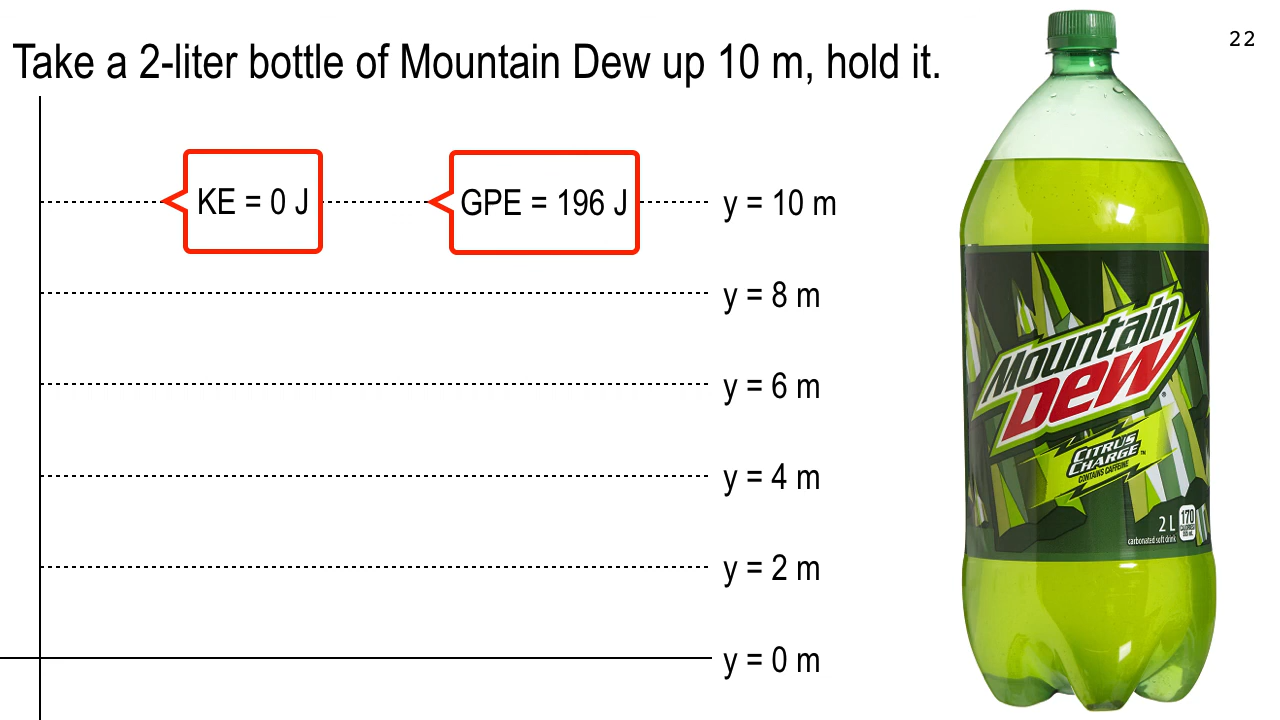 Take a 2-liter bottle of Mountain Dew up 10 m, hold it.
22
KE = 0 J
GPE = 196 J
y = 10 m
y = 8 m
y = 6 m
y = 4 m
y = 2 m
y = 0 m
Mountain
Dew
CITRUS
CHARGE™
CONTAINS CAFFEINE
2 L
170
carbonated soft drink